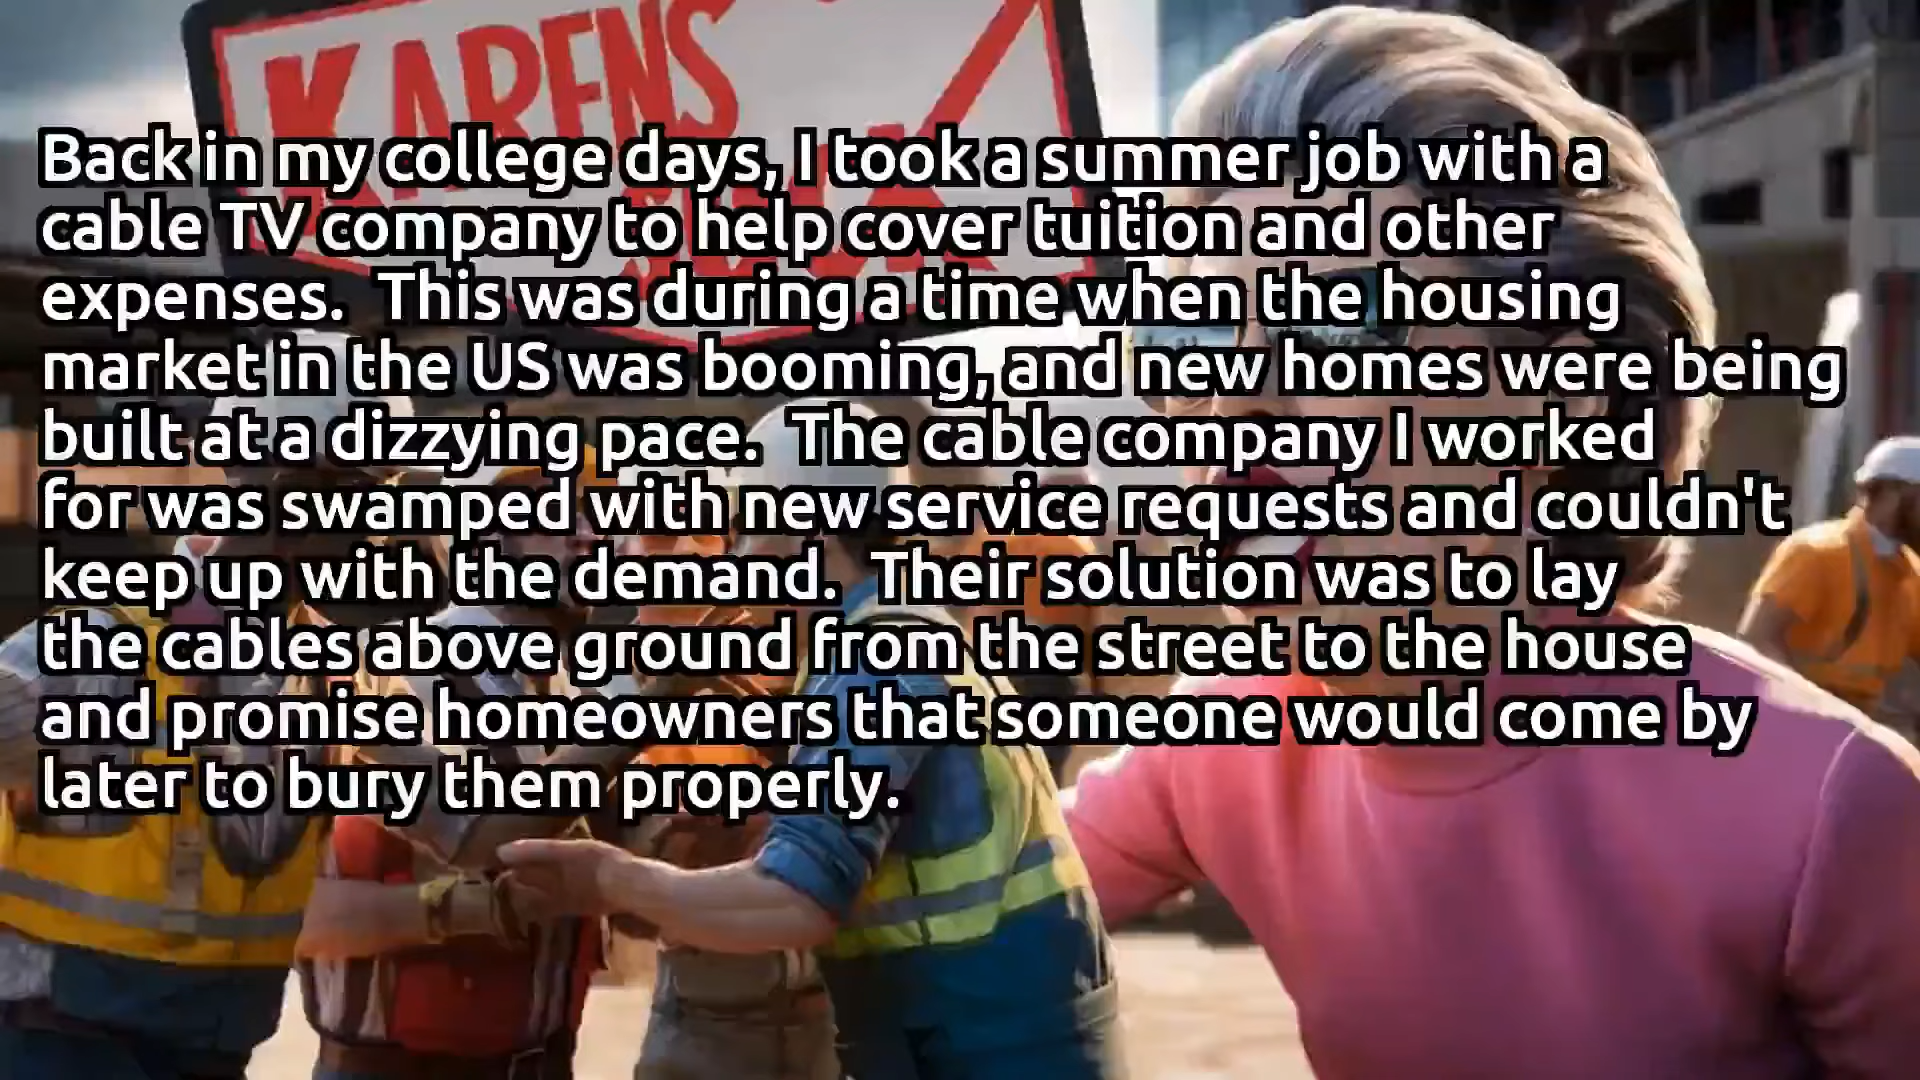 KARENS
Back in my college days, I took a summer job with a
cable TV company to help cover tuition and other
expenses.  This was during a time when the housing
market in the US was booming, and new homes were being
built at a dizzying pace.  The cable company I worked
for was swamped with new service requests and couldn't
keep up with the demand.  Their solution was to lay
the cables above ground from the street to the house
and promise homeowners that someone would come by
later to bury them properly.